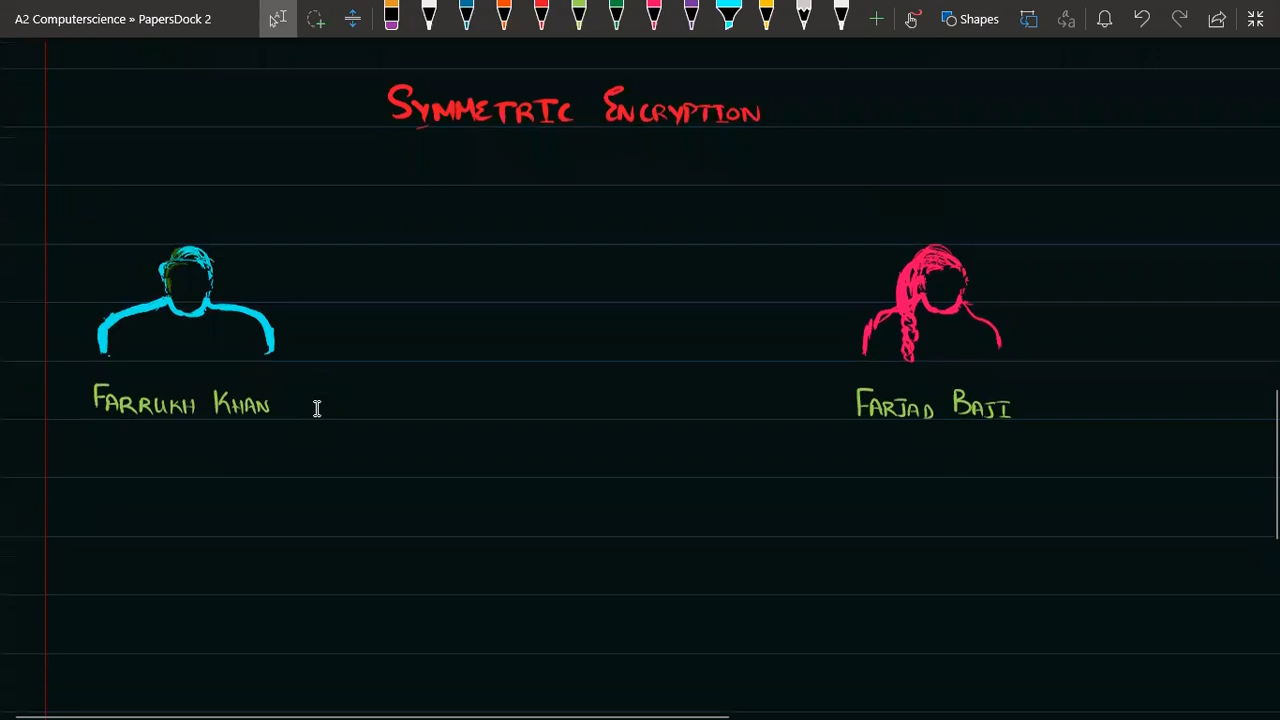 A2 Computerscience » PapersDock 2
Shapes
SYMMETRIC ENCRYPTION
FARRUKH KHAN
FARJAD BAJI